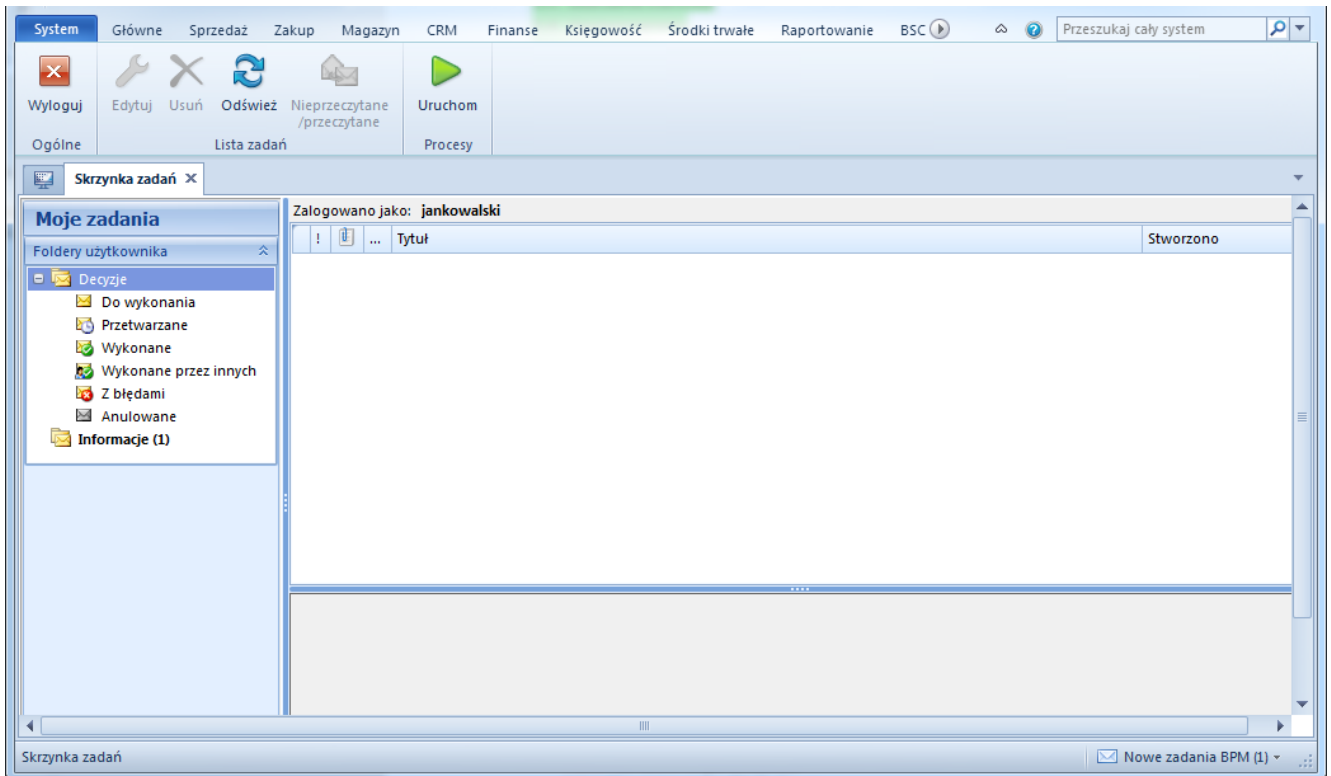 System Główne Sprzedaż Zakup Magazyn CRM Finanse Księgowość Środki trwałe Raportowanie BSC Przeszukaj cały system
Wyloguj Edytuj Usuń Odśwież Nieprzeczytane Uruchom
/przeczytane
Ogólne Lista zadań Procesy
Skrzynka zadań
Moje zadania
Foldery użytkownika
Decyzje
Do wykonania
Przetwarzane
Wykonane
Wykonane przez innych
Z błędami
Anulowane
Informacje (1)
Zalogowano jako: jankowalski
! ... Tytuł Stworzono
Skrzynka zadań Nowe zadania BPM (1)